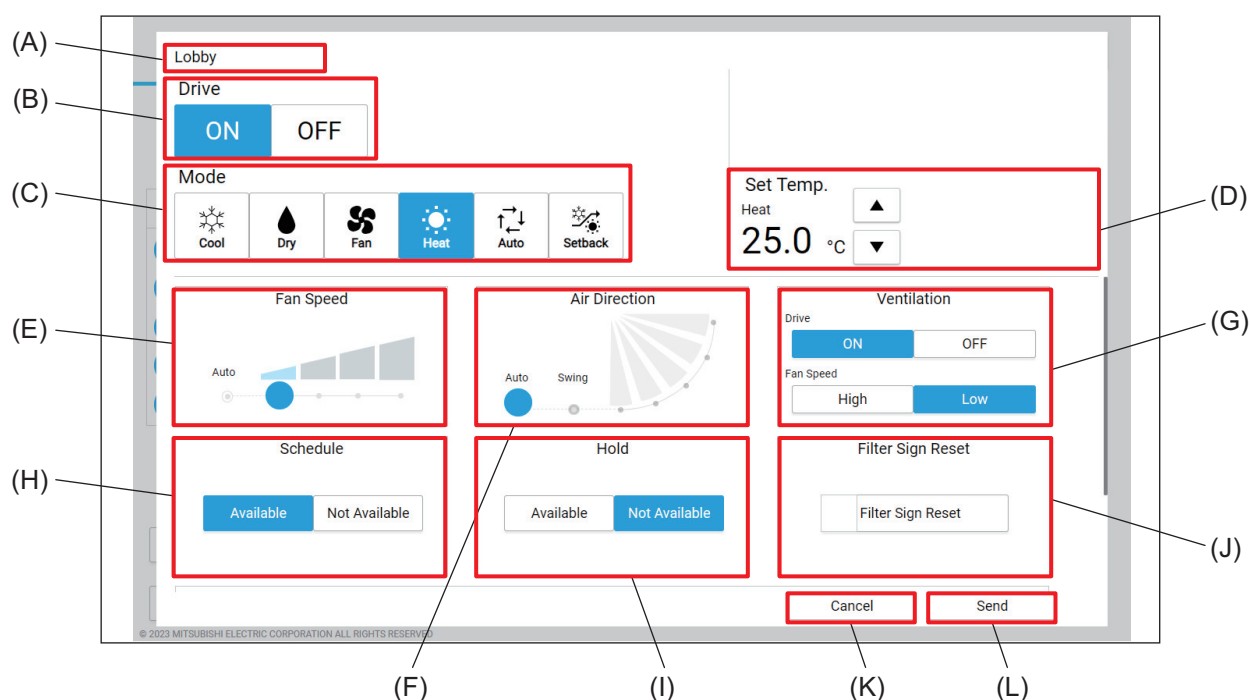 (A)
Lobby
(B)
Drive
ON OFF
(C)
Mode
Cool Dry Fan Heat Auto Setback
(D)
Set Temp.
Heat
25.0 °C
(E)
Fan Speed
Auto
Air Direction
Auto Swing
(G)
Ventilation
Drive
ON OFF
Fan Speed
High Low
(H)
Schedule
Available Not Available
Hold
Available Not Available
Filter Sign Reset
Filter Sign Reset
(J)
Cancel Send
© 2023 MITSUBISHI ELECTRIC CORPORATION ALL RIGHTS RESERVED
(F) (I) (K) (L)